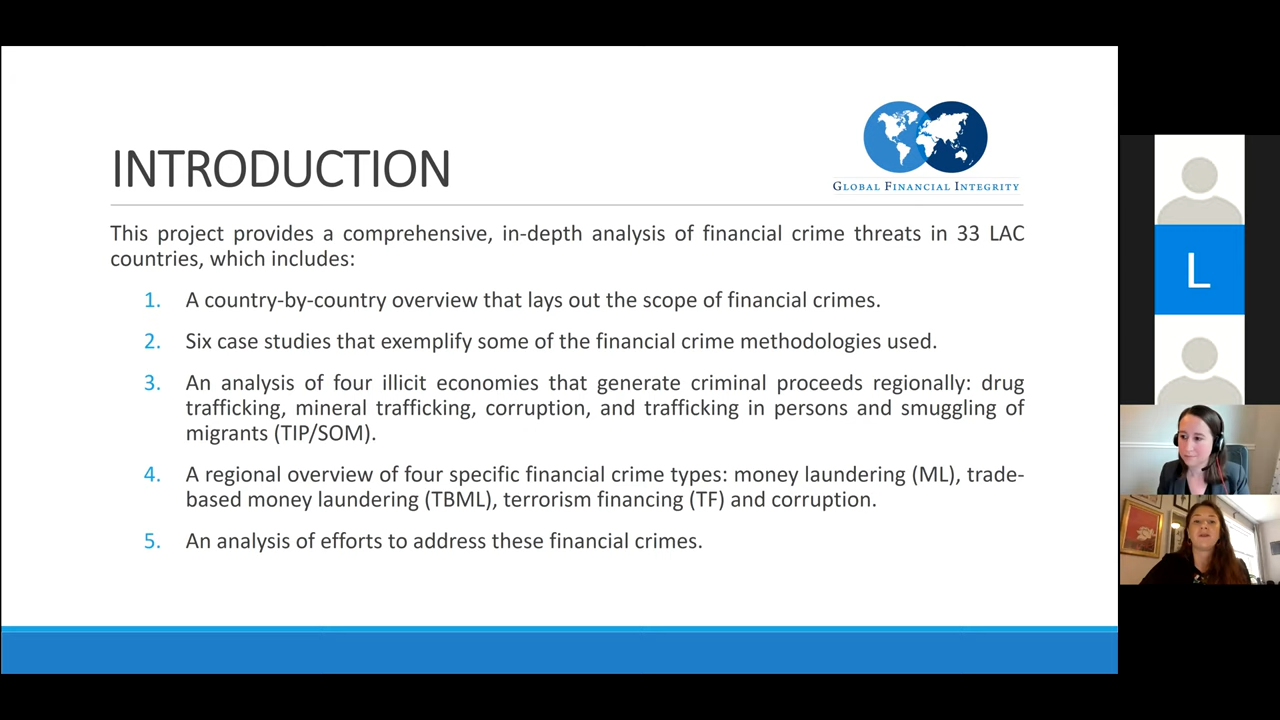 INTRODUCTION
GLOBAL FINANCIAL INTEGRITY
This project provides a comprehensive, in-depth analysis of financial crime threats in 33 LAC
countries, which includes:
1. A country-by-country overview that lays out the scope of financial crimes.
2. Six case studies that exemplify some of the financial crime methodologies used.
3. An analysis of four illicit economies that generate criminal proceeds regionally: drug
trafficking, mineral trafficking, corruption, and trafficking in persons and smuggling of
migrants (TIP/SOM).
4. A regional overview of four specific financial crime types: money laundering (ML), trade-
based money laundering (TBML), terrorism financing (TF) and corruption.
5. An analysis of efforts to address these financial crimes.
L